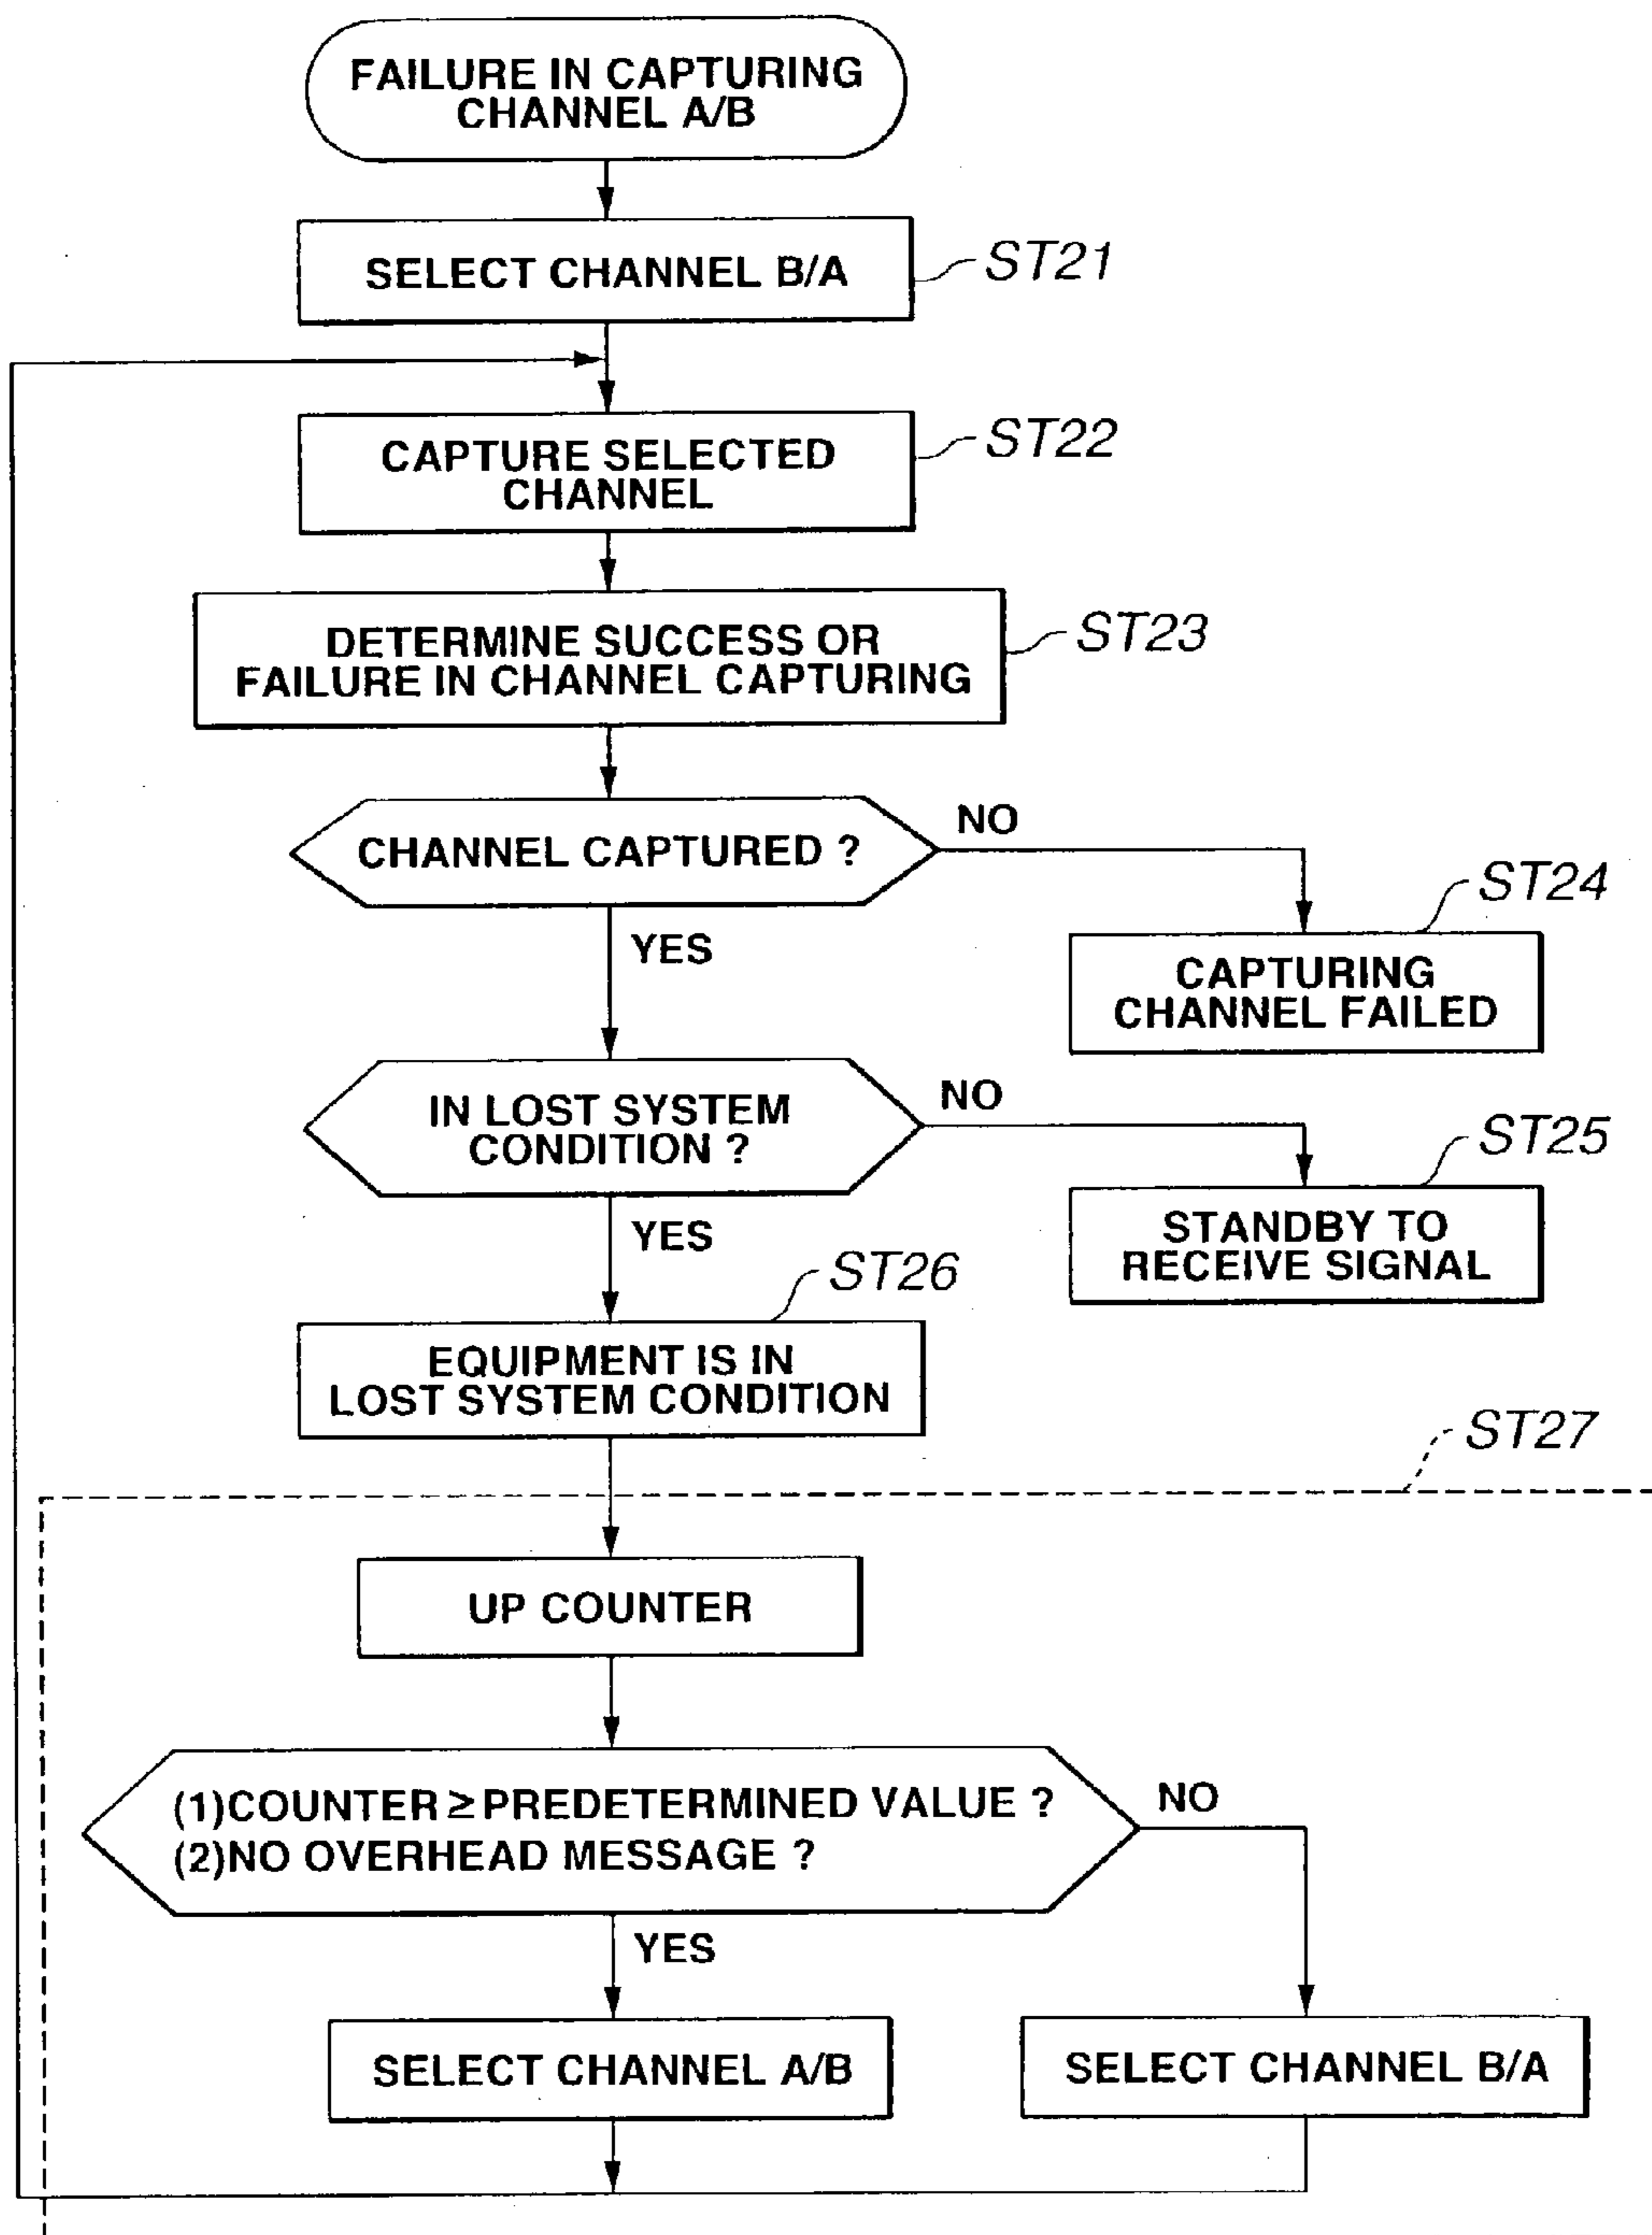 FAILURE IN CAPTURING
CHANNEL A/B
SELECT CHANNEL B/A
ST21
CAPTURE SELECTED
CHANNEL
ST22
DETERMINE SUCCESS OR
FAILURE IN CHANNEL CAPTURING
ST23
CHANNEL CAPTURED ?
NO
YES
ST24
CAPTURING
CHANNEL FAILED
IN LOST SYSTEM
CONDITION ?
NO
YES
ST25
STANDBY TO
RECEIVE SIGNAL
ST26
EQUIPMENT IS IN
LOST SYSTEM CONDITION
ST27
UP COUNTER
(1)COUNTER ≥ PREDETERMINED VALUE ?
(2)NO OVERHEAD MESSAGE ?
NO
YES
SELECT CHANNEL A/B
SELECT CHANNEL B/A